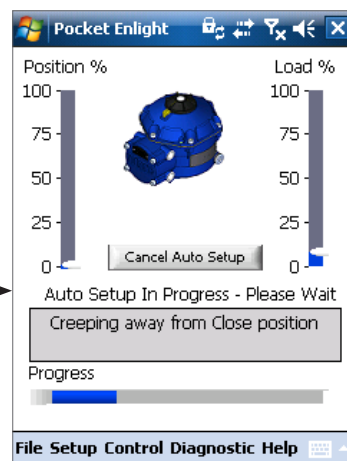 Pocket Enlight
Position % Load %
100 100
75 75
50 50
25 25
0 0
Cancel Auto Setup
Auto Setup In Progress - Please Wait
Creeping away from Close position
Progress
File Setup Control Diagnostic Help